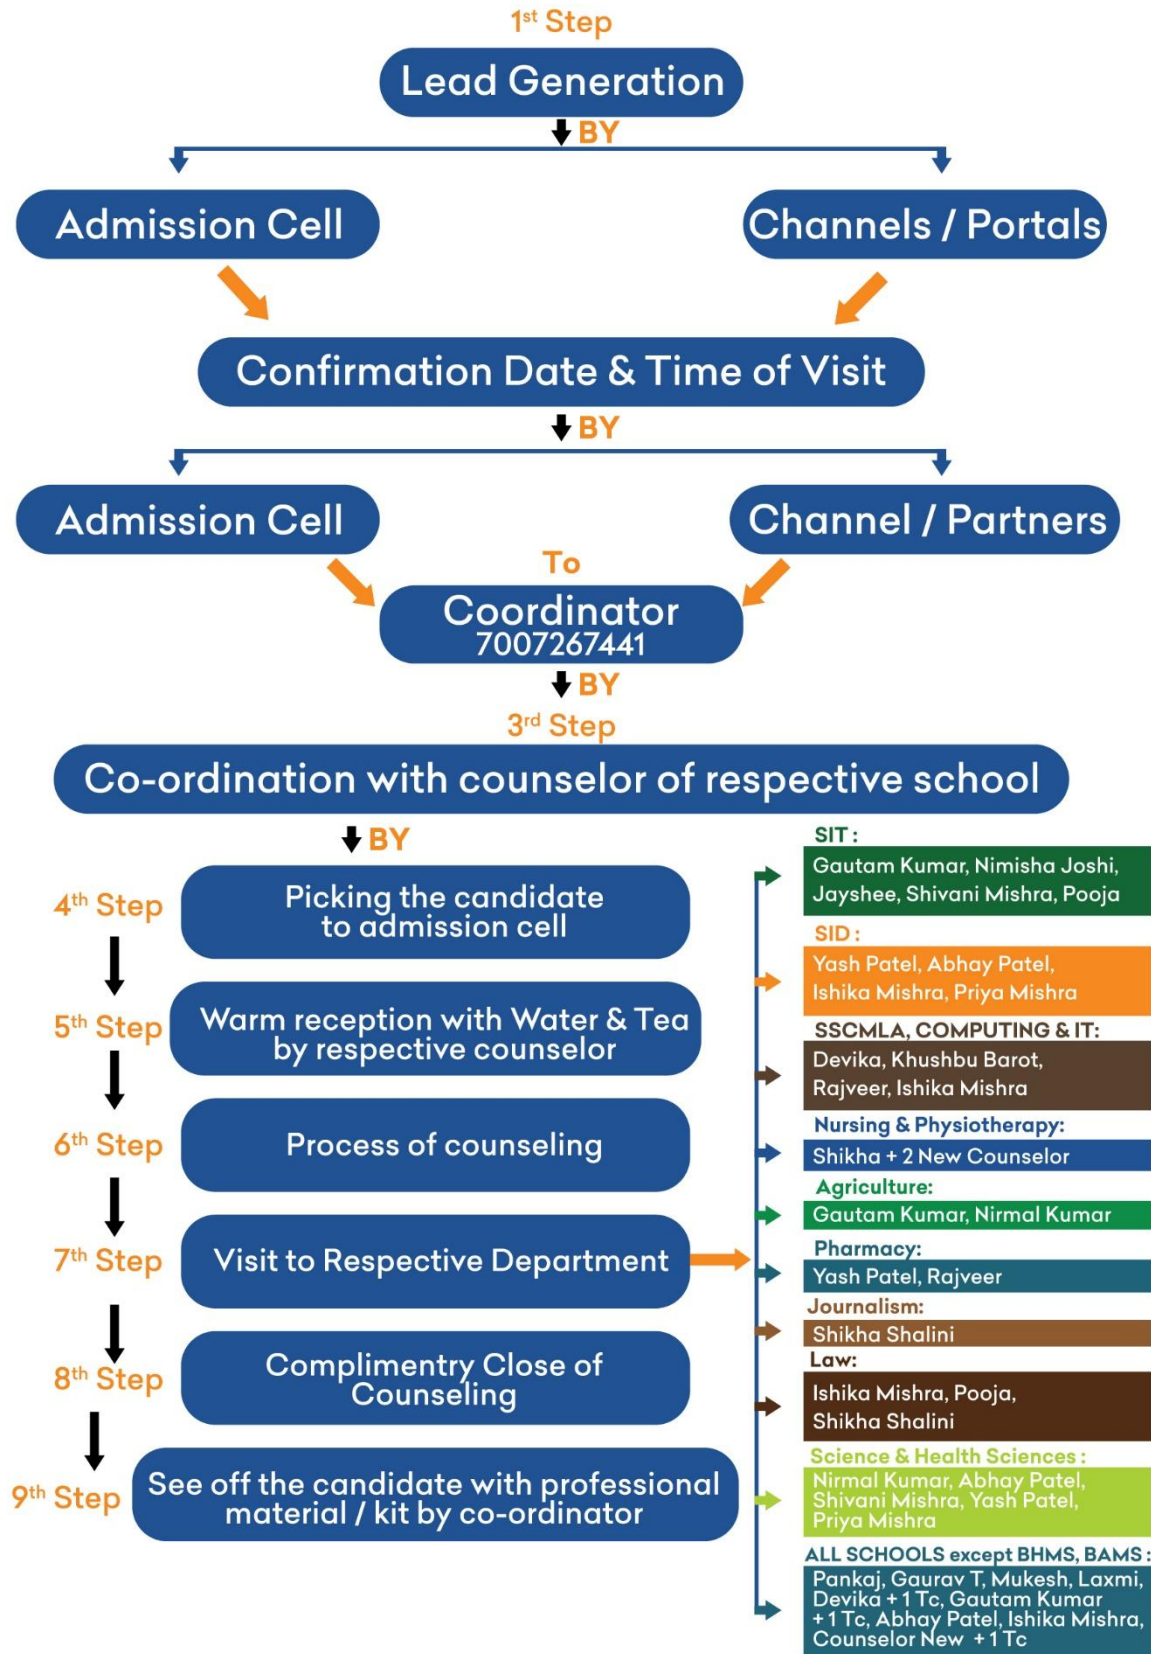 1st Step
Lead Generation
BY
Admission Cell
Channels / Portals
Confirmation Date & Time of Visit
BY
Admission Cell
Channel / Partners
To
Coordinator
7007267441
BY
3rd Step
Co-ordination with counselor of respective school
BY
4th Step
Picking the candidate
to admission cell
5th Step
Warm reception with Water & Tea
by respective counselor
6th Step
Process of counseling
7th Step
Visit to Respective Department
8th Step
Complimentry Close of
Counseling
9th Step
See off the candidate with professional
material / kit by co-ordinator
SIT :
Gautam Kumar, Nimisha Joshi,
Jayshee, Shivani Mishra, Pooja
SID :
Yash Patel, Abhay Patel,
Ishika Mishra, Priya Mishra
SSCMLA, COMPUTING & IT:
Devika, Khushbu Barot,
Rajveer, Ishika Mishra
Nursing & Physiotherapy:
Shikha + 2 New Counselor
Agriculture:
Gautam Kumar, Nirmal Kumar
Pharmacy:
Yash Patel, Rajveer
Journalism:
Shikha Shalini
Law:
Ishika Mishra, Pooja,
Shikha Shalini
Science & Health Sciences :
Nirmal Kumar, Abhay Patel,
Shivani Mishra, Yash Patel,
Priya Mishra
ALL SCHOOLS except BHMS, BAMS :
Pankaj, Gaurav T, Mukesh, Laxmi,
Devika + 1 Tc, Gautam Kumar
+ 1 Tc, Abhay Patel, Ishika Mishra,
Counselor New + 1 Tc